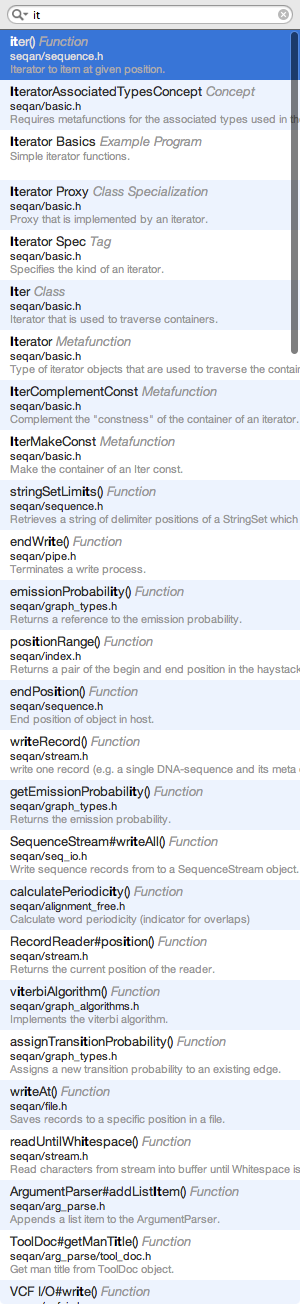 it
iter() Function
seqan/sequence.h
Iterator to item at given position.
IteratorAssociatedTypesConcept Concept
seqan/basic.h
Requires metafunctions for the associated types used in the
Iterator Basics Example Program
Simple iterator functions.
Iterator Proxy Class Specialization
seqan/basic.h
Proxy that is implemented by an iterator.
Iterator Spec Tag
seqan/basic.h
Specifies the kind of an iterator.
Iter Class
seqan/basic.h
Iterator that is used to traverse containers.
Iterator Metafunction
seqan/basic.h
Type of iterator objects that are used to traverse the contain
IterComplementConst Metafunction
seqan/basic.h
Complement the "constness" of the container of an iterator.
IterMakeConst Metafunction
seqan/basic.h
Make the container of an Iter const.
stringSetLimits() Function
seqan/sequence.h
Retrieves a string of delimiter positions of a StringSet which
endWrite() Function
seqan/pipe.h
Terminates a write process.
emissionProbability() Function
seqan/graph_types.h
Returns a reference to the emission probability.
positionRange() Function
seqan/index.h
Returns a pair of the begin and end position in the haystack
endPosition() Function
seqan/sequence.h
End position of object in host.
writeRecord() Function
seqan/stream.h
write one record (e.g. a single DNA-sequence and its meta
getEmissionProbability() Function
seqan/graph_types.h
Returns the emission probability.
SequenceStream#writeAll() Function
seqan/seq_io.h
Write sequence records from to a SequenceStream object.
calculatePeriodicity() Function
seqan/alignment_free.h
Calculate word periodicity (indicator for overlaps)
RecordReader#position() Function
seqan/stream.h
Returns the current position of the reader.
viterbiAlgorithm() Function
seqan/graph_algorithms.h
Implements the viterbi algorithm.
assignTransitionProbability() Function
seqan/graph_types.h
Assigns a new transition probability to an existing edge.
writeAt() Function
seqan/file.h
Saves records to a specific position in a file.
readUntilWhitespace() Function
seqan/stream.h
Read characters from stream into buffer until Whitespace is
ArgumentParser#addListItem() Function
seqan/arg_parse.h
Appends a list item to the ArgumentParser.
ToolDoc#getManTitle() Function
seqan/arg_parse/tool_doc.h
Get man title from ToolDoc object.
VCF I/O#write() Function